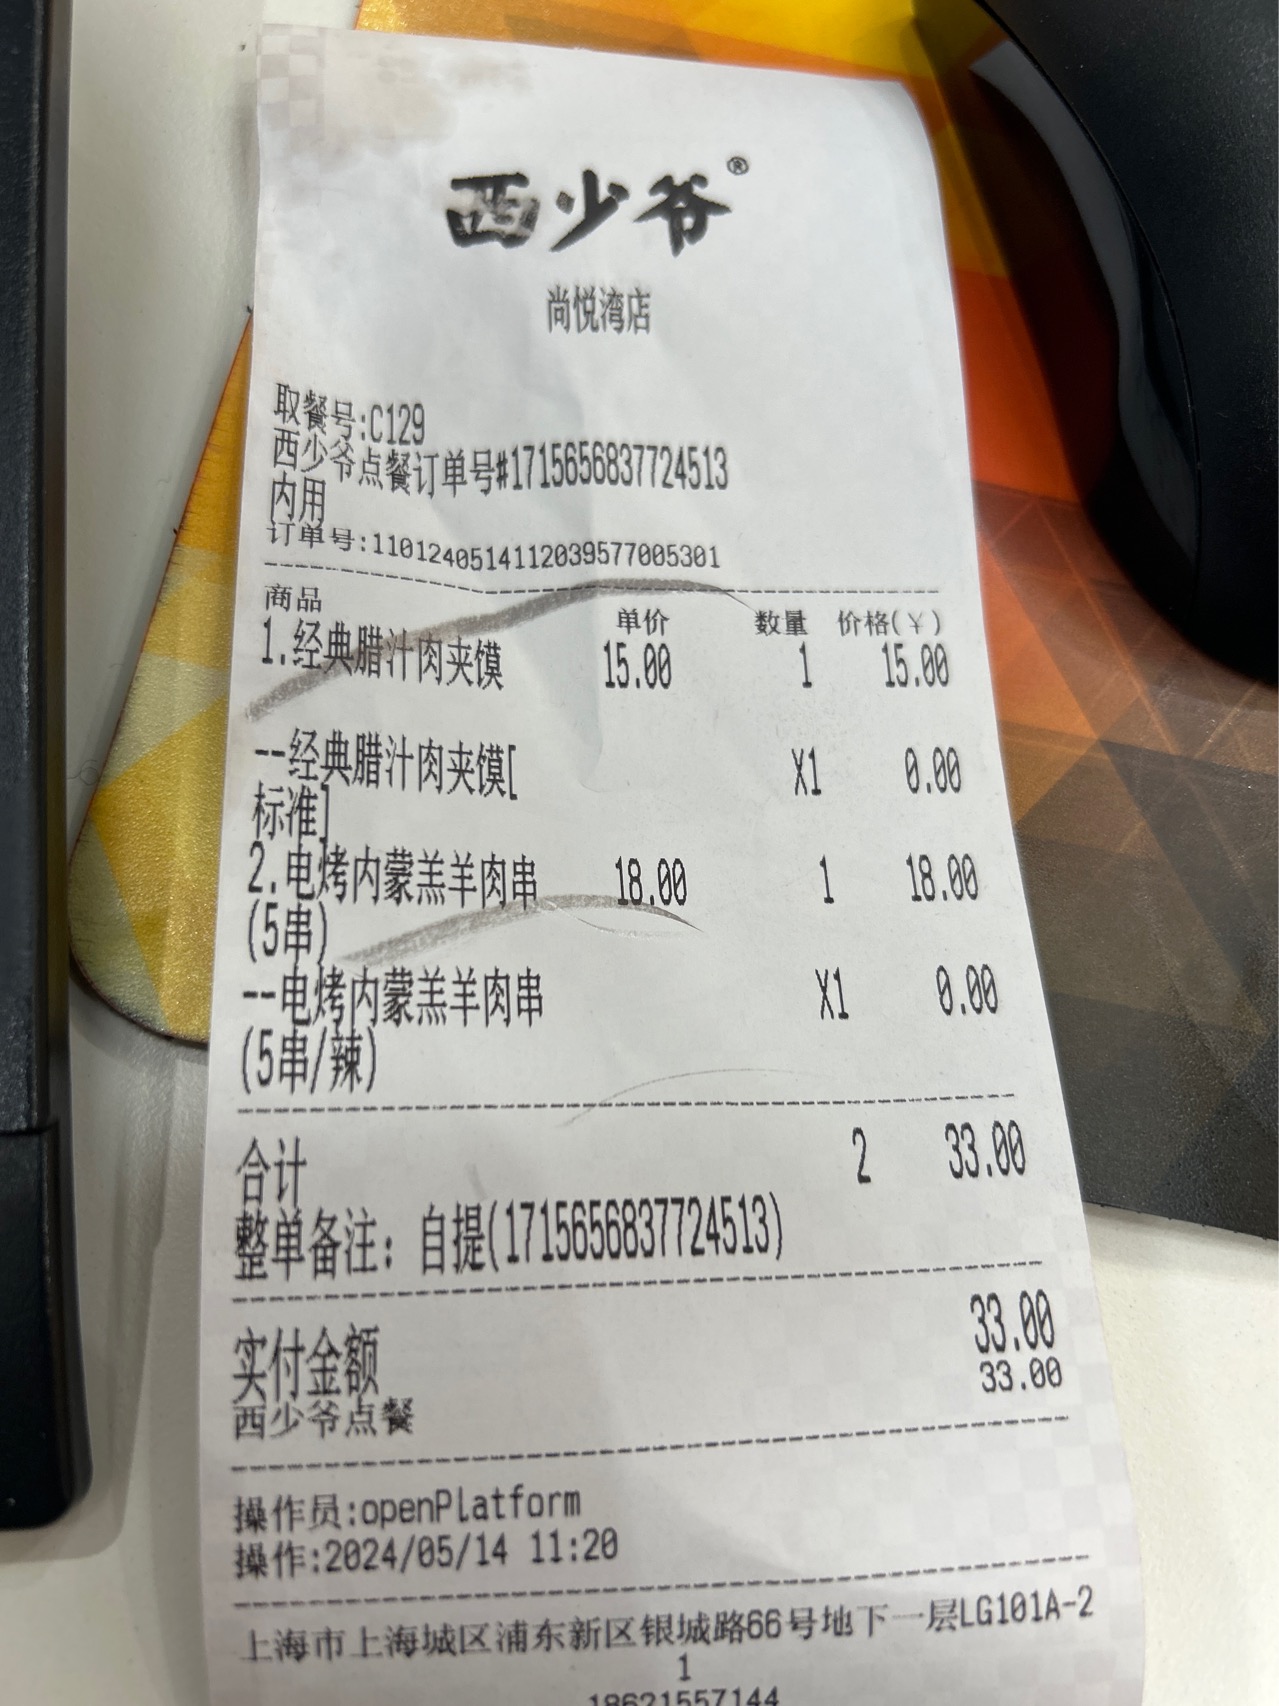 西少爷®
尚悦湾店
取餐号:C129
西少爷点餐订单号#1715656837724513
内用
订单号:1101240514112039577005301
商品 单价 数量 价格(¥)
1.经典腊汁肉夹馍 15.00 1 15.00
--经典腊汁肉夹馍[ X1 0.00
标准]
2.电烤内蒙羔羊肉串 18.00 1 18.00
(5串)
--电烤内蒙羔羊肉串 X1 0.00
(5串/辣)
合计 2 33.00
整单备注：自提(1715656837724513)
实付金额 33.00
西少爷点餐 33.00
操作员:openPlatform
操作:2024/05/14 11:20
上海市上海城区浦东新区银城路66号地下一层LG101A-2
1
18621557144